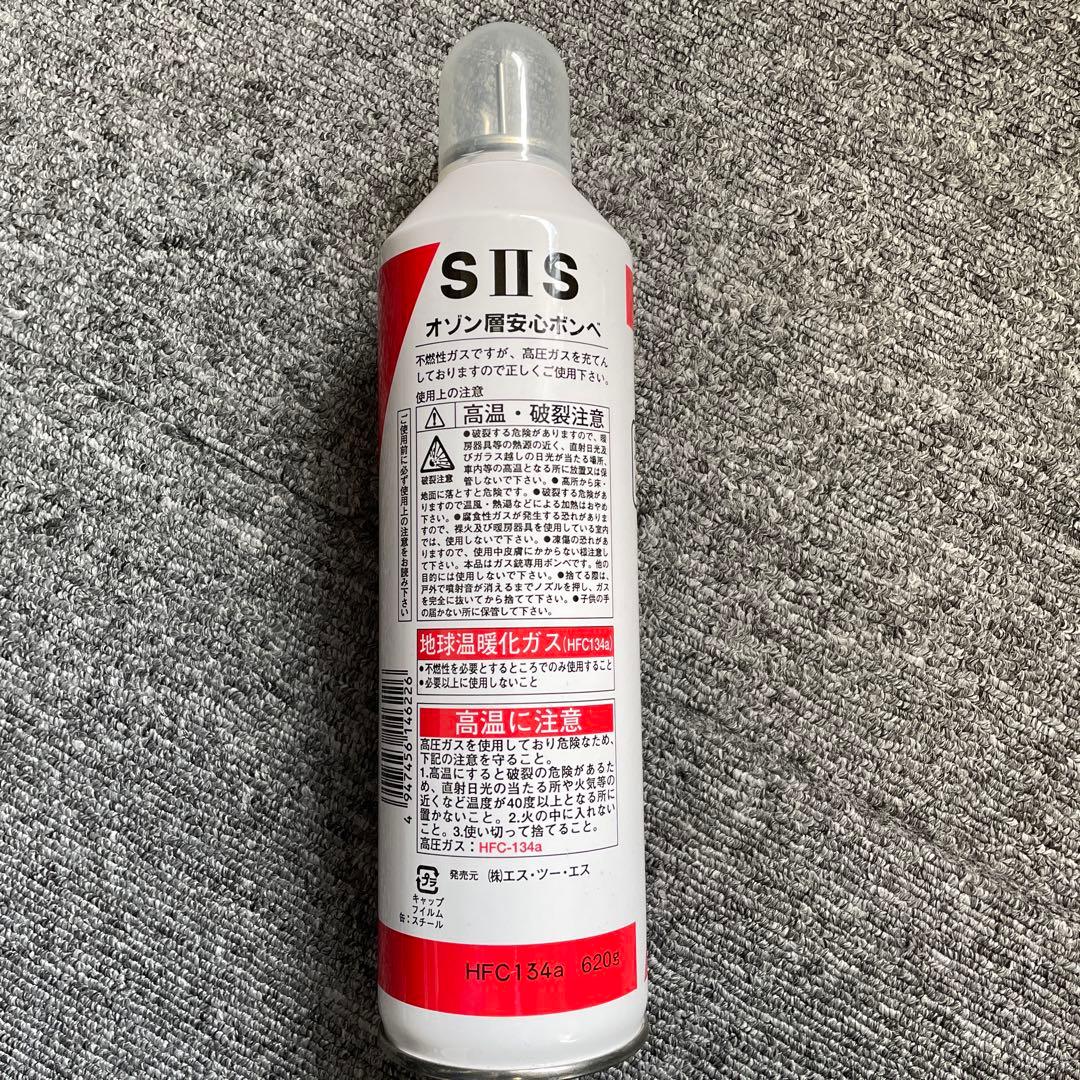 SⅡS
オゾン層安心ボンベ
不燃性ガスですが、高圧ガスを充てん
しておりますので正しくご使用下さい。
使用上の注意
ご使用前に必ず使用上の注意をお読み下さい
高温・破裂注意
破裂注意
●破裂する危険がありますので、暖
房器具等の熱源の近く、直射日光及
びガラス越しの日光が当たる場所、
車内等の高温となる所に放置又は保
管しないで下さい。●高所から床・
地面に落とすと危険です。●破裂する危険があ
りますので温風・熱湯などによる加熱はおやめ
下さい。●腐食性ガスが発生する恐れがありま
すので、裸火及び暖房器具を使用している室内
では、使用しないで下さい。●凍傷の恐れがあ
りますので、使用中皮膚にかからない様注意し
て下さい。本品はガス銃専用ボンベです。他の
目的には使用しないで下さい。●捨てる際は、
戸外で噴射音が消えるまでノズルを押し、ガス
を完全に抜いてから捨てて下さい。●子供の手
の届かない所に保管して下さい。
地球温暖化ガス(HFC134a)
●不燃性を必要とするところでのみ使用すること
●必要以上に使用しないこと
高温に注意
高圧ガスを使用しており危険なため、
下記の注意を守ること。
1.高温にすると破裂の危険があるた
め、直射日光の当たる所や火気等の
近くなど温度が40度以上となる所に
置かないこと。2.火の中に入れない
こと。3.使い切って捨てること。
高圧ガス：HFC-134a
4 947456 146226
プラ
発売元 (株)エス・ツー・エス
キャップ
フィルム
缶：スチール
HFC134a 620g